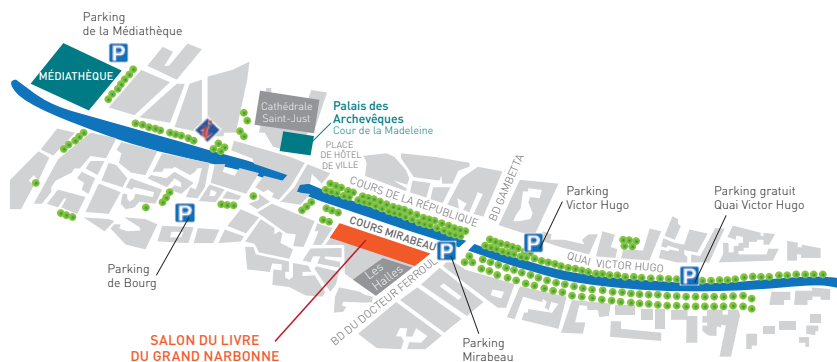 Parking
de la Médiathèque
P
MÉDIATHÈQUE
Cathédrale
Saint-Just
Palais des
Archevêques
Cour de la Madeleine
PLACE
DE HÔTEL
DE VILLE
COURS DE LA RÉPUBLIQUE
BD GAMBETTA
Parking
Victor Hugo
P
Parking gratuit
Quai Victor Hugo
P
QUAI VICTOR HUGO
COURS MIRABEAU
P
Parking
de Bourg
P
Les
Halles
BD DU DOCTEUR FERROUL
Parking
Mirabeau
SALON DU LIVRE
DU GRAND NARBONNE